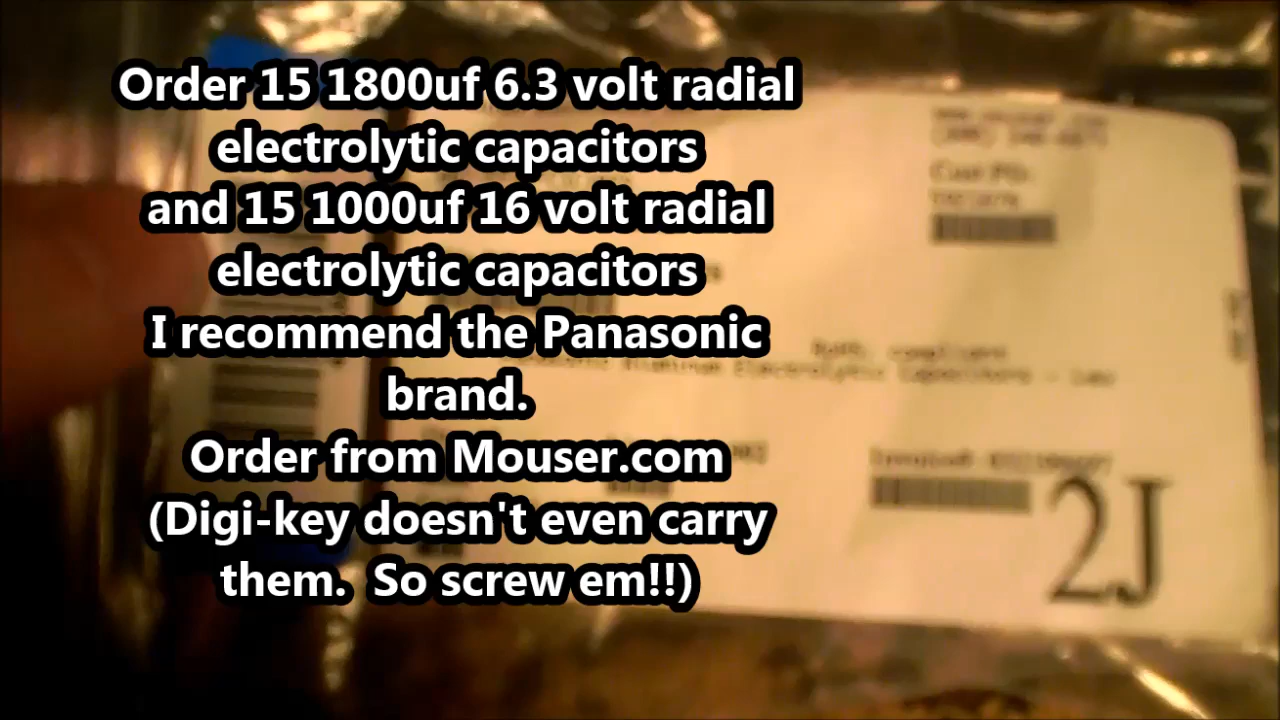 Order 15 1800uf 6.3 volt radial
electrolytic capacitors
and 15 1000uf 16 volt radial
electrolytic capacitors
I recommend the Panasonic
brand.
Order from Mouser.com
(Digi-key doesn't even carry
them.  So screw em!!)
2J